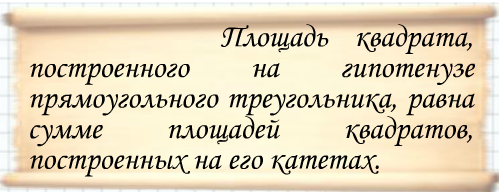 Площадь квадрата,
построенного на гипотенузе
прямоугольного треугольника, равна
сумме площадей квадратов,
построенных на его катетах.